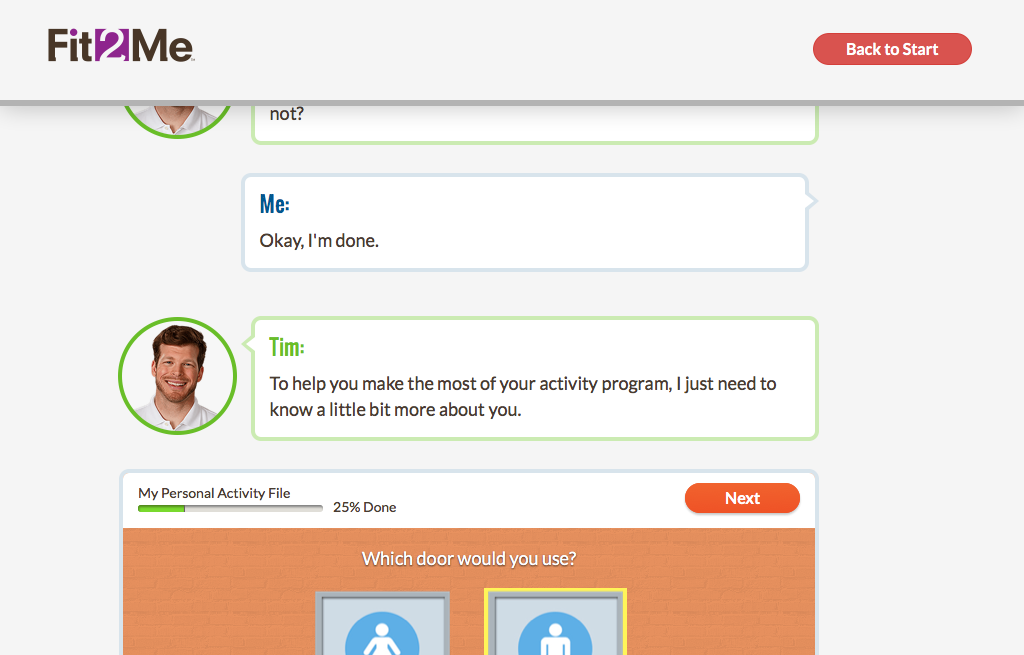 Fit2Me
Back to Start
not?
Me:
Okay, I'm done.
Tim:
To help you make the most of your activity program, I just need to
know a little bit more about you.
My Personal Activity File
25% Done
Next
Which door would you use?